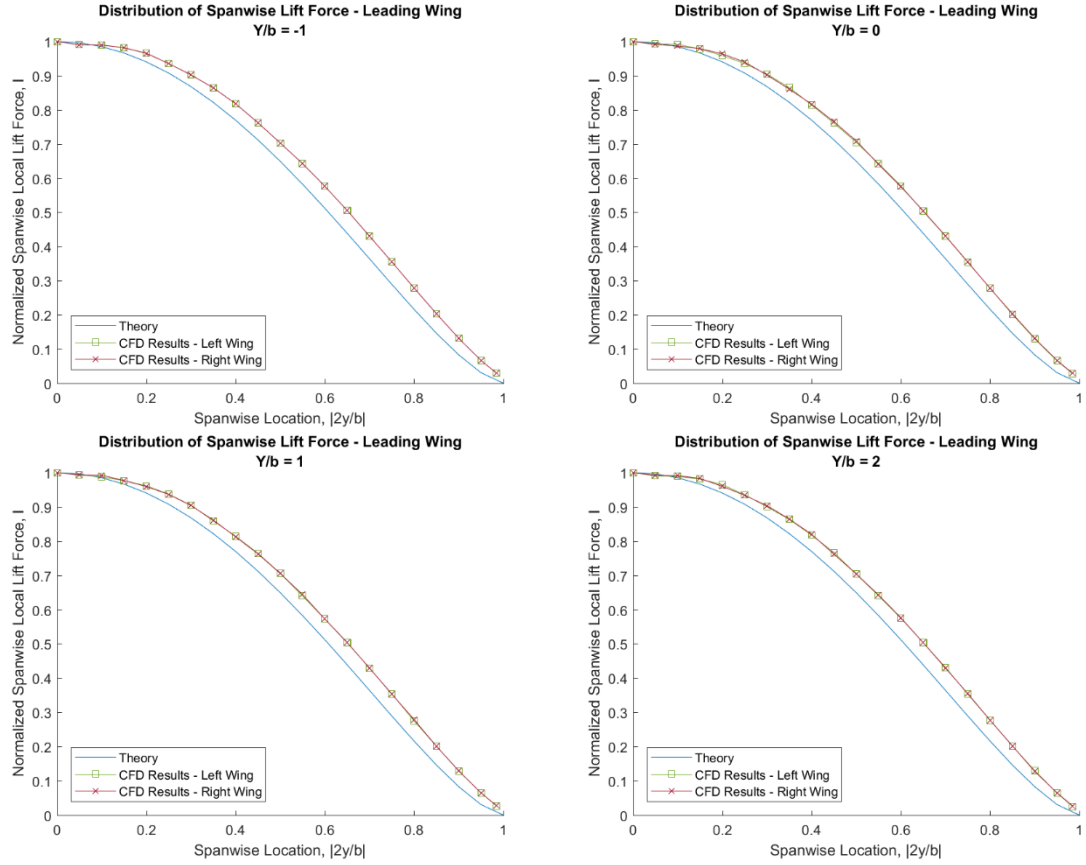 Distribution of Spanwise Lift Force - Leading Wing
Y/b = -1
Normalized Spanwise Local Lift Force, l
1
0.9
0.8
0.7
0.6
0.5
0.4
0.3
0.2
0.1
0
Theory
CFD Results - Left Wing
CFD Results - Right Wing
0 0.2 0.4 0.6 0.8 1
Spanwise Location, |2y/b|
Distribution of Spanwise Lift Force - Leading Wing
Y/b = 0
Normalized Spanwise Local Lift Force, l
1
0.9
0.8
0.7
0.6
0.5
0.4
0.3
0.2
0.1
0
Theory
CFD Results - Left Wing
CFD Results - Right Wing
0 0.2 0.4 0.6 0.8 1
Spanwise Location, |2y/b|
Distribution of Spanwise Lift Force - Leading Wing
Y/b = 1
Normalized Spanwise Local Lift Force, l
1
0.9
0.8
0.7
0.6
0.5
0.4
0.3
0.2
0.1
0
Theory
CFD Results - Left Wing
CFD Results - Right Wing
0 0.2 0.4 0.6 0.8 1
Spanwise Location, |2y/b|
Distribution of Spanwise Lift Force - Leading Wing
Y/b = 2
Normalized Spanwise Local Lift Force, l
1
0.9
0.8
0.7
0.6
0.5
0.4
0.3
0.2
0.1
0
Theory
CFD Results - Left Wing
CFD Results - Right Wing
0 0.2 0.4 0.6 0.8 1
Spanwise Location, |2y/b|